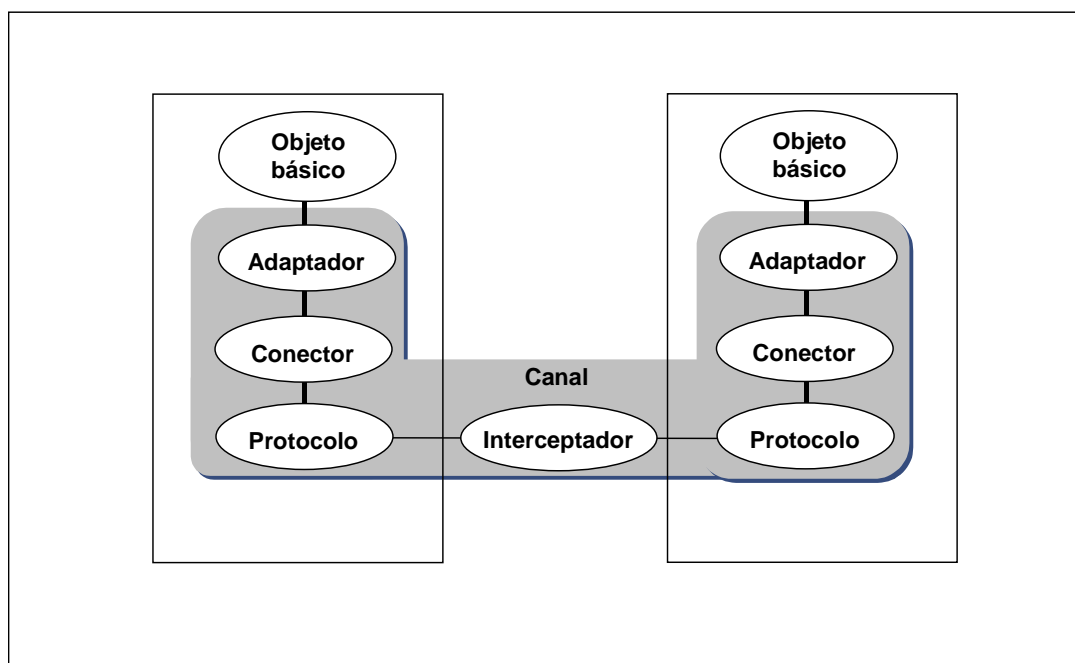 Objeto
básico
Adaptador
Conector
Protocolo
Canal
Interceptador
Objeto
básico
Adaptador
Conector
Protocolo